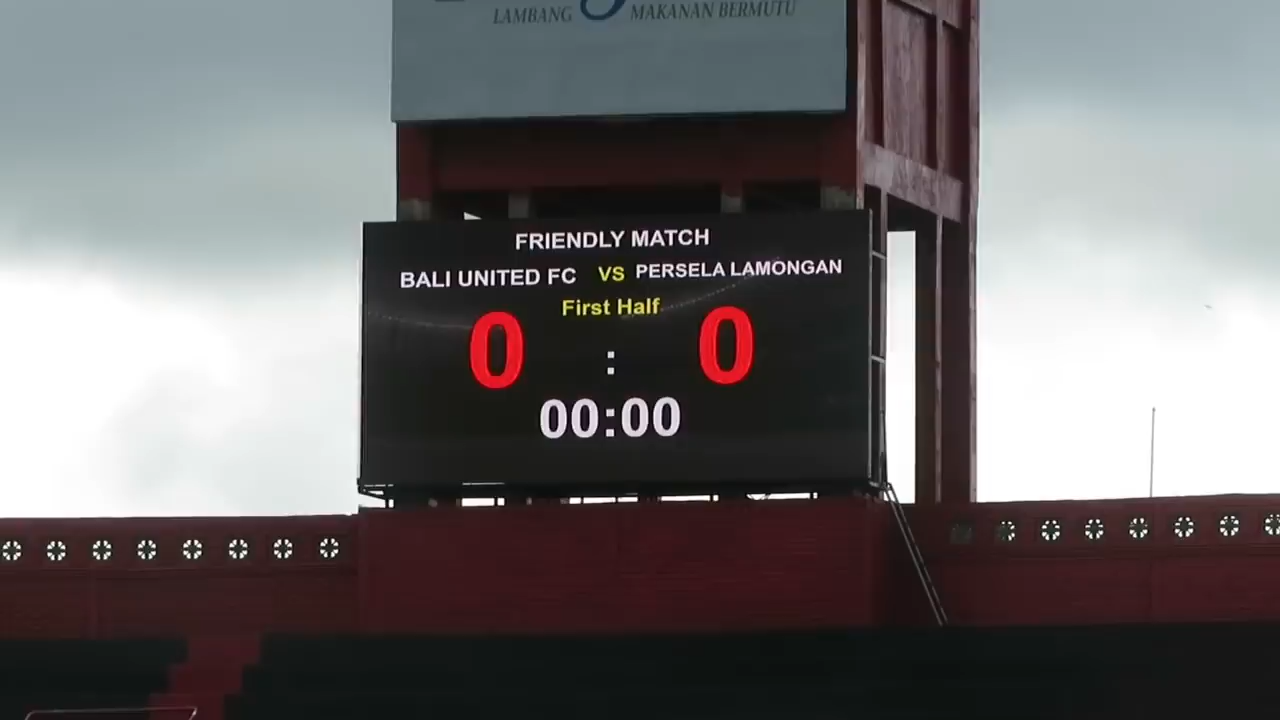 LAMBANG MAKANAN BERMUTU
FRIENDLY MATCH
BALI UNITED FC VS PERSELA LAMONGAN
First Half
0 : 0
00:00